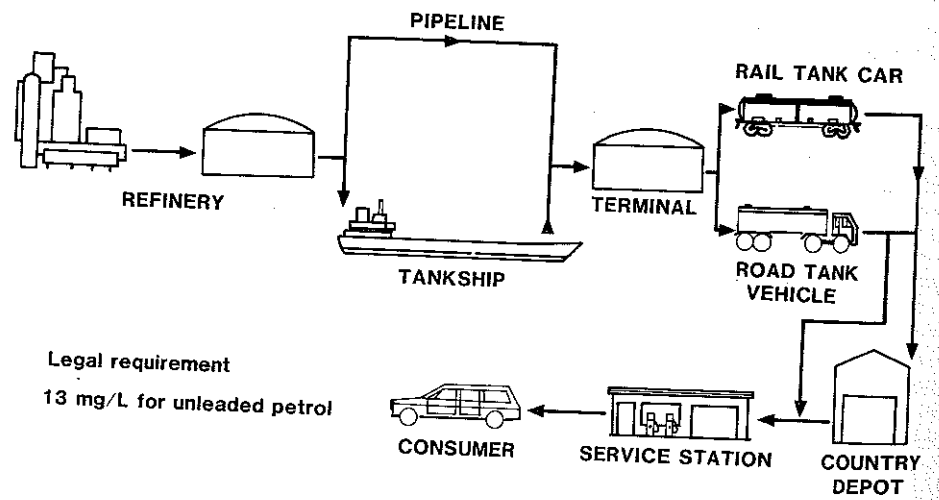 PIPELINE
RAIL TANK CAR
REFINERY
TERMINAL
TANKSHIP
ROAD TANK
VEHICLE
Legal requirement
13 mg/L for unleaded petrol
CONSUMER
SERVICE STATION
COUNTRY
DEPOT